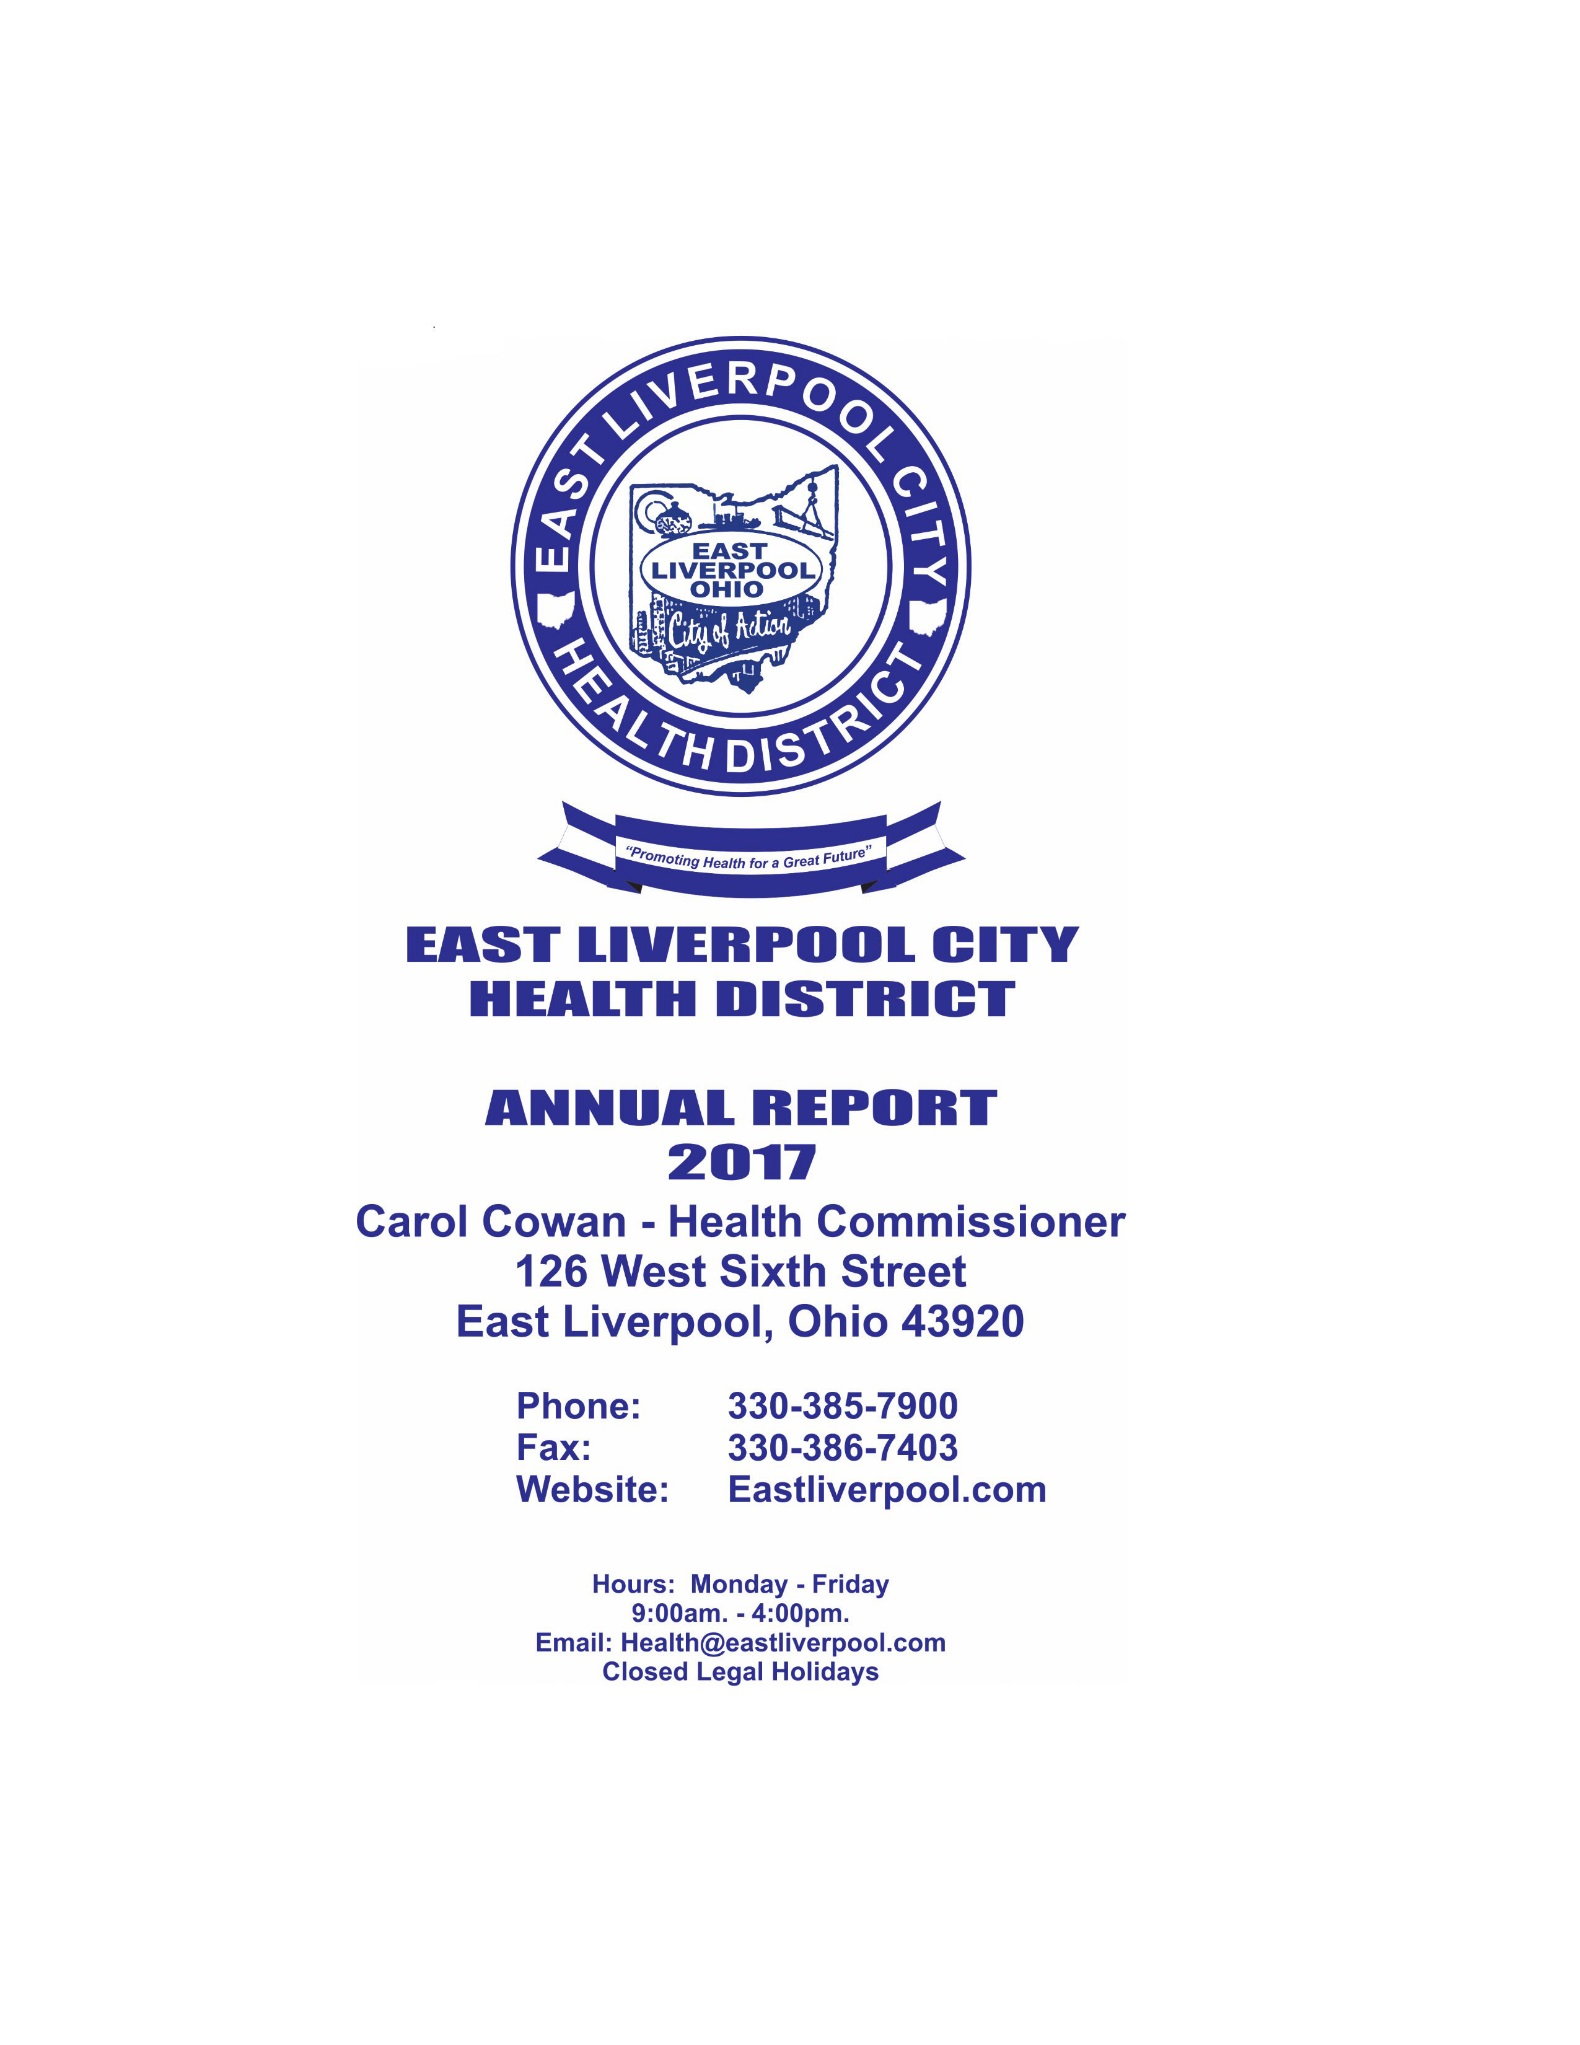 EAST LIVERPOOL CITY
HEALTH DISTRICT
EAST
LIVERPOOL
OHIO
City of Action
"Promoting Health for a Great Future"
EAST LIVERPOOL CITY
HEALTH DISTRICT
ANNUAL REPORT
2017
Carol Cowan - Health Commissioner
126 West Sixth Street
East Liverpool, Ohio 43920
Phone: 330-385-7900
Fax: 330-386-7403
Website: Eastliverpool.com
Hours: Monday - Friday
9:00am. - 4:00pm.
Email: Health@eastliverpool.com
Closed Legal Holidays